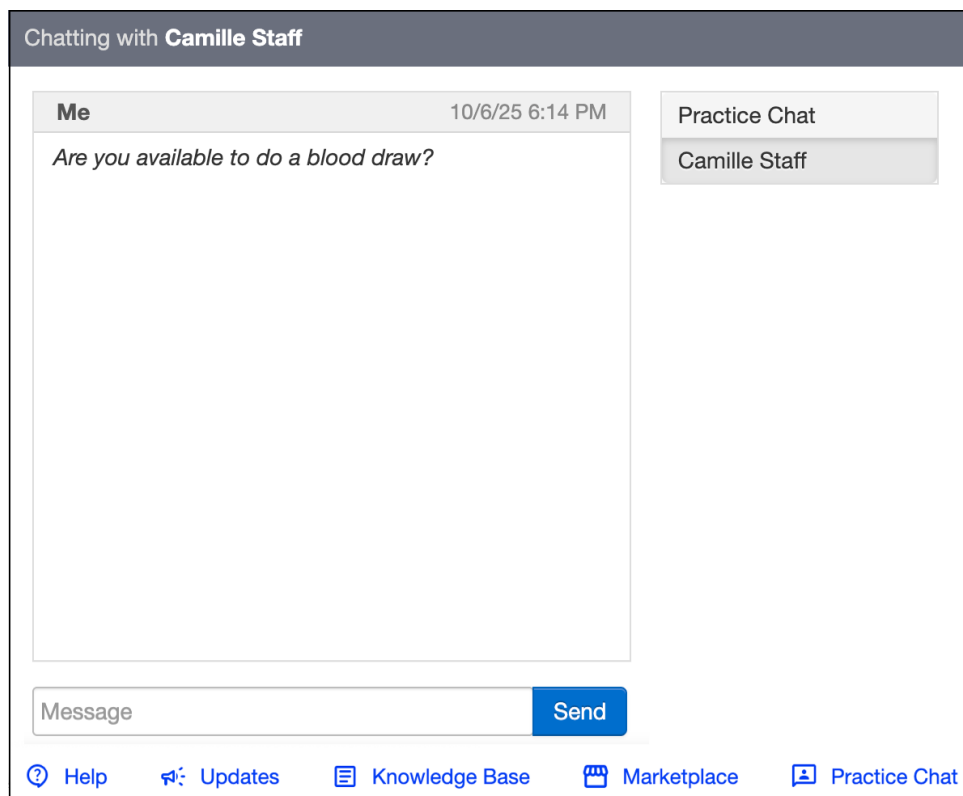 Chatting with Camille Staff
Me 10/6/25 6:14 PM
Are you available to do a blood draw?
Practice Chat
Camille Staff
Message Send
Help Updates Knowledge Base Marketplace Practice Chat